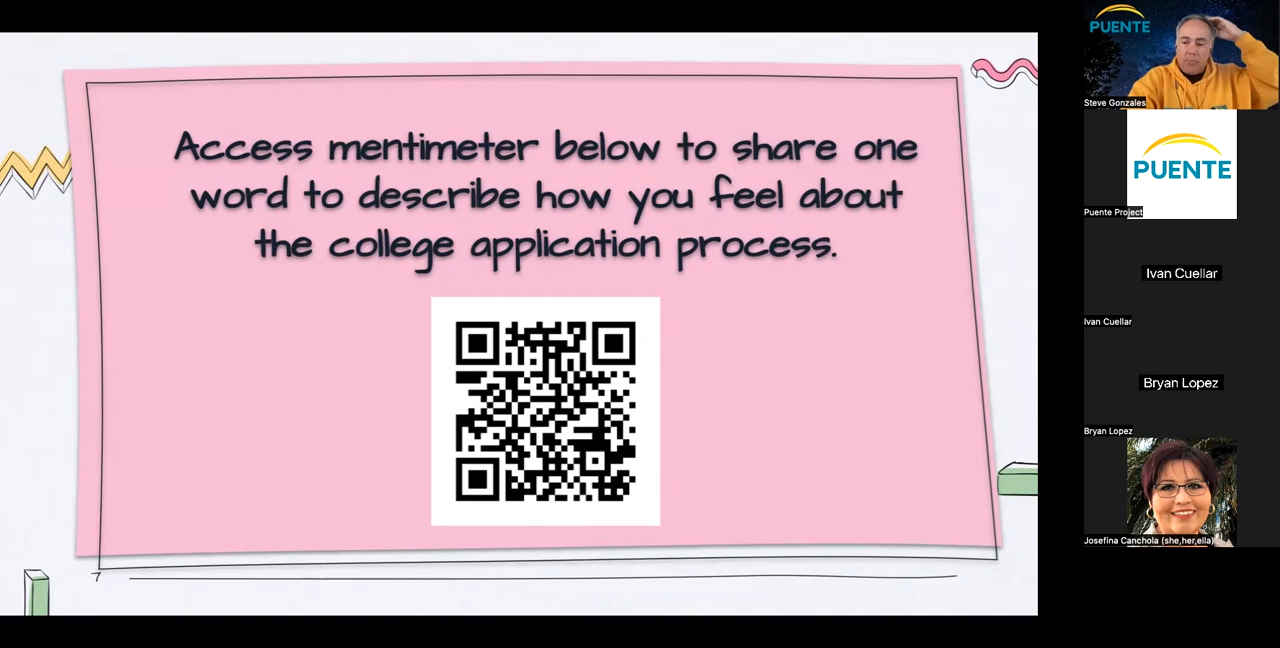 Access mentimeter below to share one
word to describe how you feel about
the college application process.
7
PUENTE
Steve Gonzales
PUENTE
Puente Project
Ivan Cuellar
Ivan Cuellar
Bryan Lopez
Bryan Lopez
Josefina Canchola (she,her,ella)